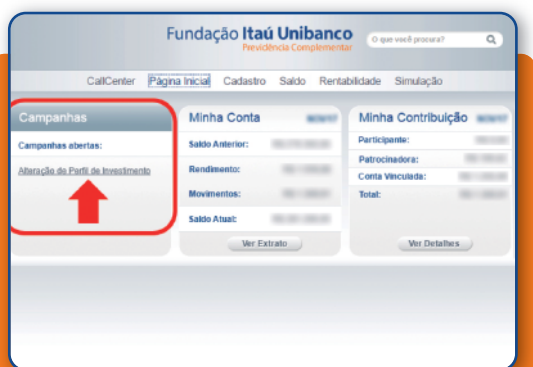 Fundação Itaú Unibanco
Previdência Complementar
O que você procura?
CallCenter Página Inicial Cadastro Saldo Rentabilidade Simulação
Campanhas
Campanhas abertas:
Alteração de Perfil de Investimento
Minha Conta
Saldo Anterior:
Rendimento:
Movimentos:
Saldo Atual:
Ver Extrato
Minha Contribuição
Participante:
Patrocinadora:
Conta Vinculada:
Total:
Ver Detalhes